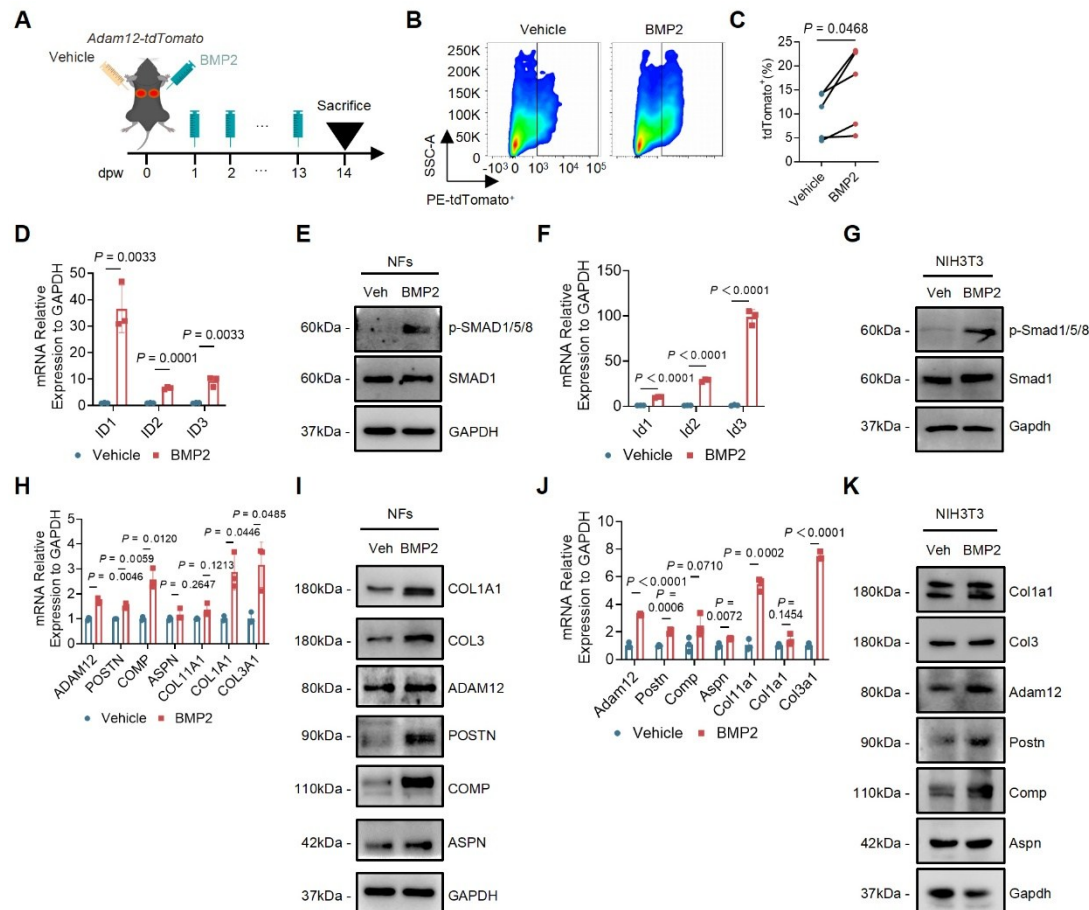 A
Adam12-tdTomato
Vehicle
BMP2
Sacrifice
...
dpw 0 1 2 13 14
B
Vehicle
BMP2
250K
200K
150K
100K
50K
0
SSC-A
-10³ 10³ 10⁴ 10⁵
-10³ 10³ 10⁴ 10⁵
PE-tdTomato⁺
C
P = 0.0468
tdTomato⁺(%)
25
20
15
10
5
0
Vehicle
BMP2
D
mRNA Relative
Expression to GAPDH
50
40
30
20
10
0
P = 0.0033
P = 0.0001
P = 0.0033
ID1
ID2
ID3
Vehicle BMP2
E
NFs
Veh BMP2
60kDa - p-SMAD1/5/8
60kDa - SMAD1
37kDa - GAPDH
F
mRNA Relative
Expression to GAPDH
150
100
50
0
P < 0.0001
P < 0.0001
P < 0.0001
Id1
Id2
Id3
Vehicle BMP2
G
NIH3T3
Veh BMP2
60kDa - p-Smad1/5/8
60kDa - Smad1
37kDa - Gapdh
H
mRNA Relative
Expression to GAPDH
5
4
3
2
1
0
P = 0.0485
P = 0.0446
P = 0.0120
P = 0.1213
P = 0.0059
P = 0.2647
P = 0.0046
ADAM12
POSTN
COMP
ASPN
COL11A1
COL1A1
COL3A1
Vehicle BMP2
I
NFs
Veh BMP2
180kDa - COL1A1
180kDa - COL3
80kDa - ADAM12
90kDa - POSTN
110kDa - COMP
42kDa - ASPN
37kDa - GAPDH
J
mRNA Relative
Expression to GAPDH
8
6
4
2
0
P < 0.0001
P = 0.0002
P = 0.0710
P < 0.0001
P =
0.0006
P =
0.0072
P =
0.1454
Adam12
Postn
Comp
Aspn
Col11a1
Col1a1
Col3a1
Vehicle BMP2
K
NIH3T3
Veh BMP2
180kDa - Col1a1
180kDa - Col3
80kDa - Adam12
90kDa - Postn
110kDa - Comp
42kDa - Aspn
37kDa - Gapdh